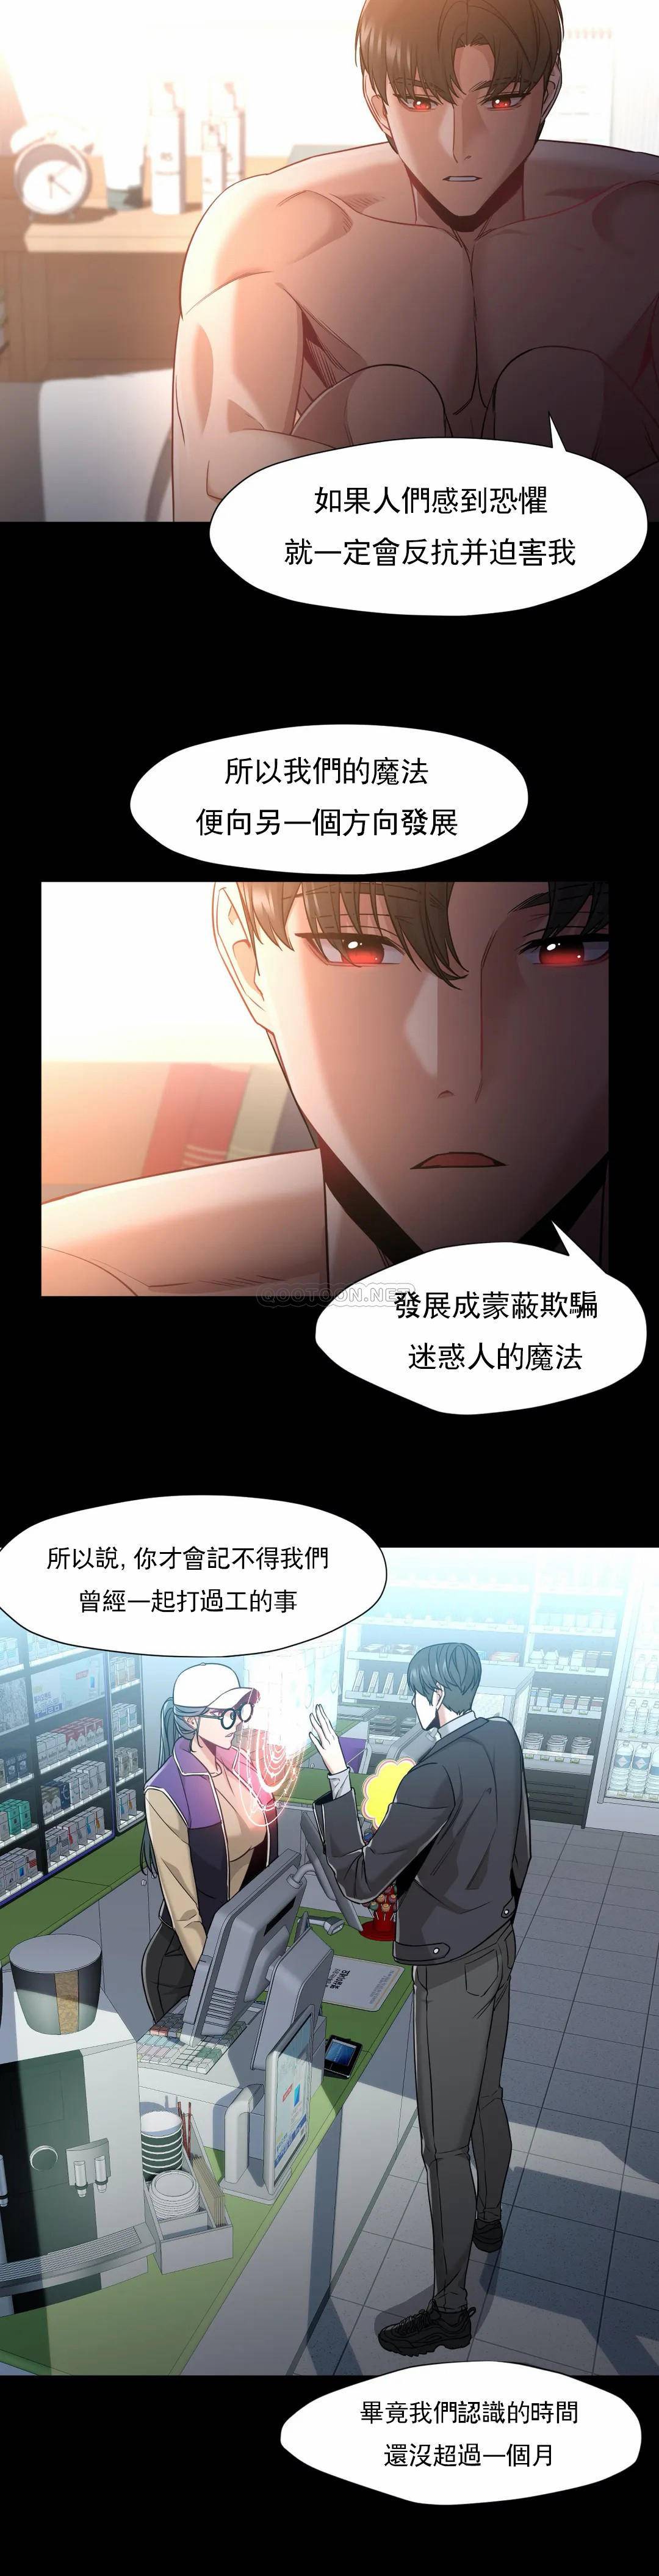 如果人們感到恐懼
就一定會反抗并迫害我
所以我們的魔法
便向另一個方向發展
GOOTOON.NET
發展成蒙蔽欺騙
迷惑人的魔法
所以說, 你才會記不得我們
曾經一起打過工的事
畢竟我們認識的時間
還沒超過一個月